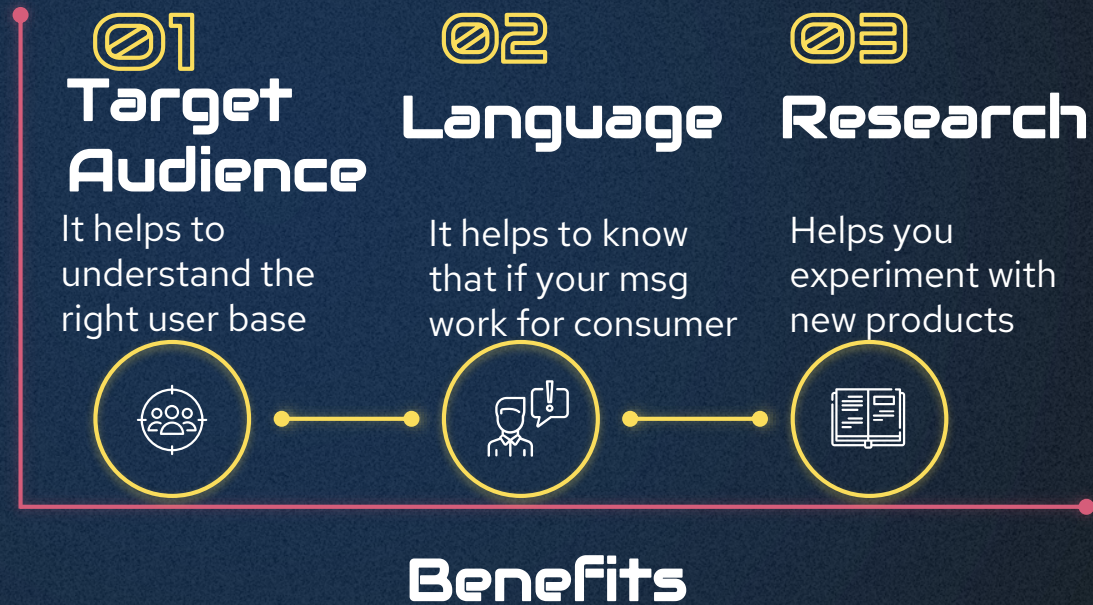 01
Target
Audience
It helps to
understand the
right user base
02
Language
It helps to know
that if your msg
work for consumer
03
Research
Helps you
experiment with
new products
Benefits